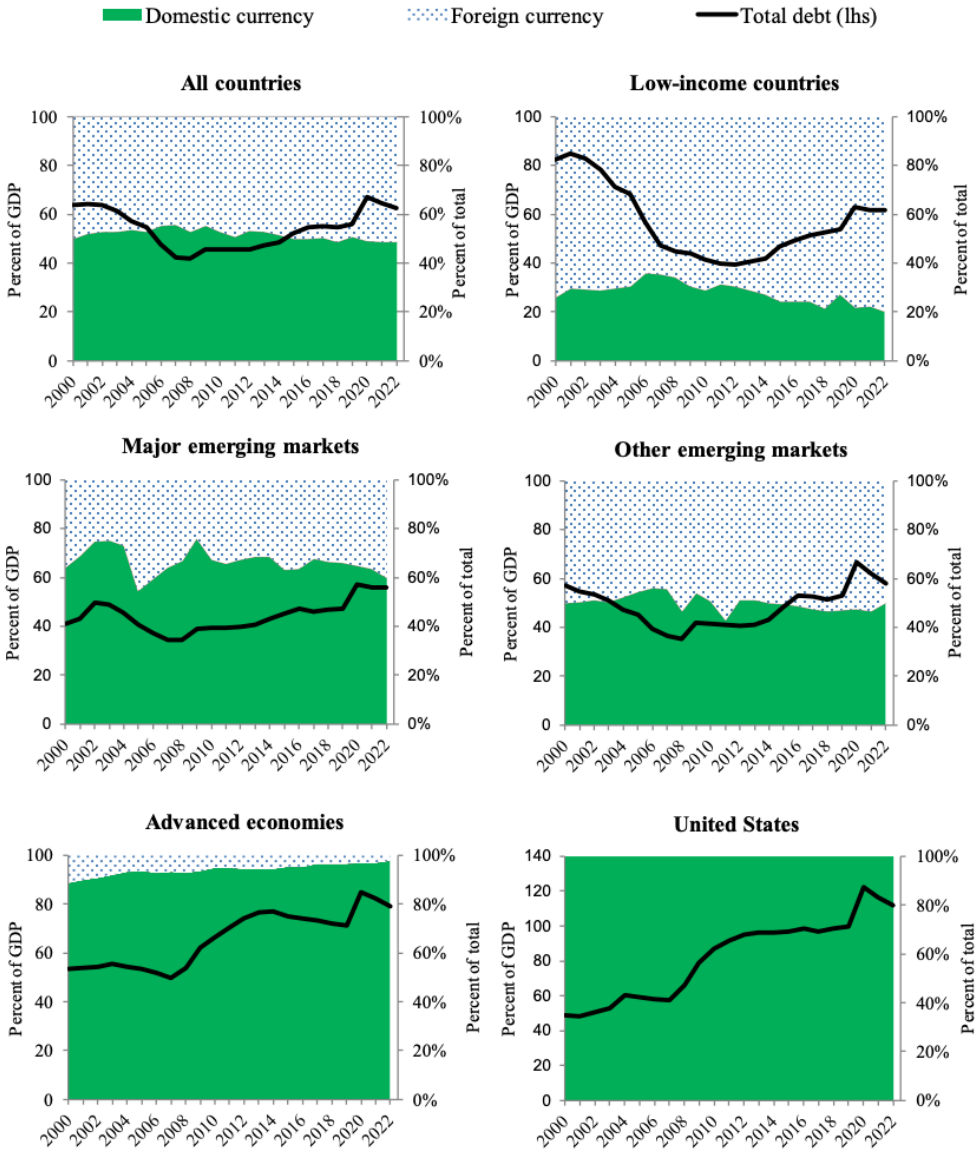 Domestic currency Foreign currency Total debt (lhs)
All countries
Percent of GDP
100
80
60
40
20
0
100%
80%
60%
40%
20%
0%
Percent of total
2000 2002 2004 2006 2008 2010 2012 2014 2016 2018 2020 2022
Low-income countries
Percent of GDP
100
80
60
40
20
0
100%
80%
60%
40%
20%
0%
Percent of total
2000 2002 2004 2006 2008 2010 2012 2014 2016 2018 2020 2022
Major emerging markets
Percent of GDP
100
80
60
40
20
0
100%
80%
60%
40%
20%
0%
Percent of total
2000 2002 2004 2006 2008 2010 2012 2014 2016 2018 2020 2022
Other emerging markets
Percent of GDP
100
80
60
40
20
0
100%
80%
60%
40%
20%
0%
Percent of total
2000 2002 2004 2006 2008 2010 2012 2014 2016 2018 2020 2022
Advanced economies
Percent of GDP
100
80
60
40
20
0
100%
80%
60%
40%
20%
0%
Percent of total
2000 2002 2004 2006 2008 2010 2012 2014 2016 2018 2020 2022
United States
Percent of GDP
140
120
100
80
60
40
20
0
100%
80%
60%
40%
20%
0%
Percent of total
2000 2002 2004 2006 2008 2010 2012 2014 2016 2018 2020 2022